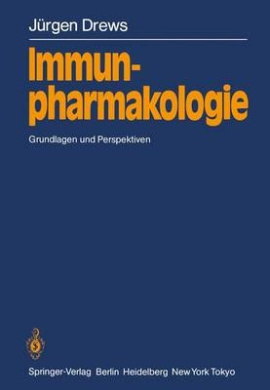 Jürgen Drews
Immun-
pharmakologie
Grundlagen und Perspektiven
Springer-Verlag Berlin Heidelberg New York Tokyo